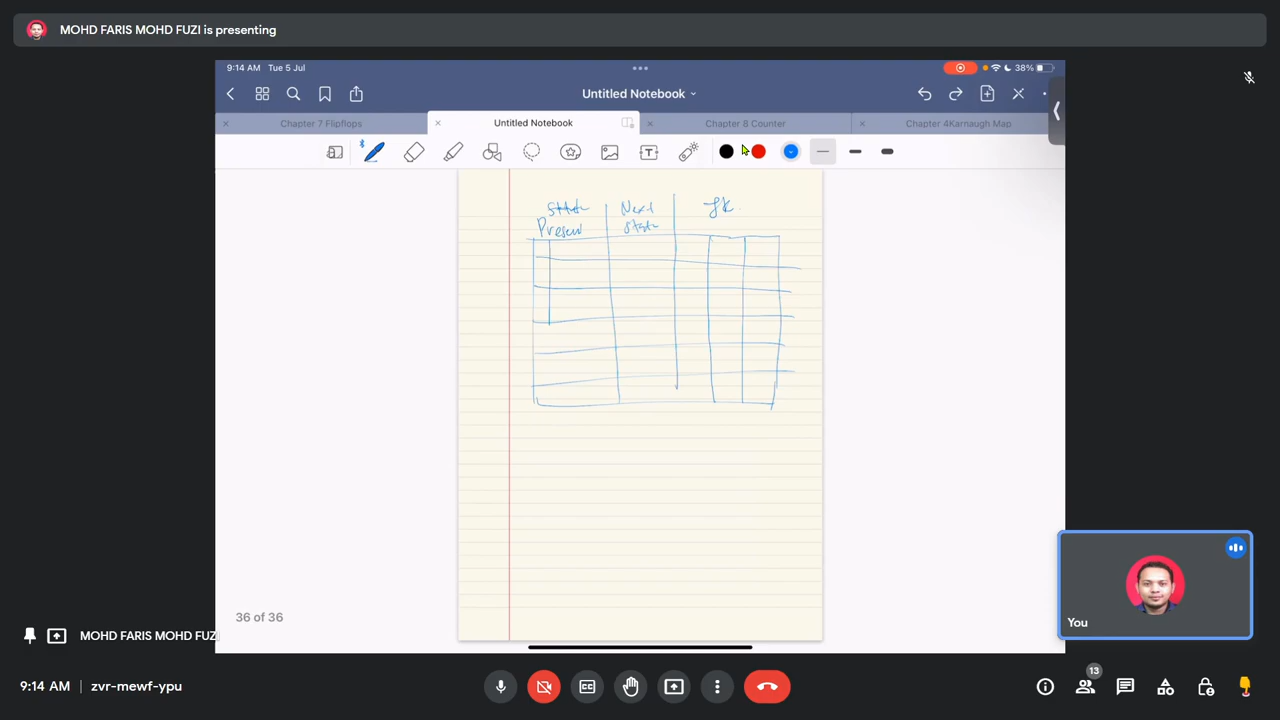 MOHD FARIS MOHD FUZI is presenting
9:14 AM Tue 5 Jul
38%
Untitled Notebook
Chapter 7 Flipflops
Untitled Notebook
Chapter 8 Counter
Chapter 4Karnaugh Map
T
Next
JK
Present
State
36 of 36
You
MOHD FARIS MOHD FUZI
9:14 AM | zvr-mewf-ypu
13